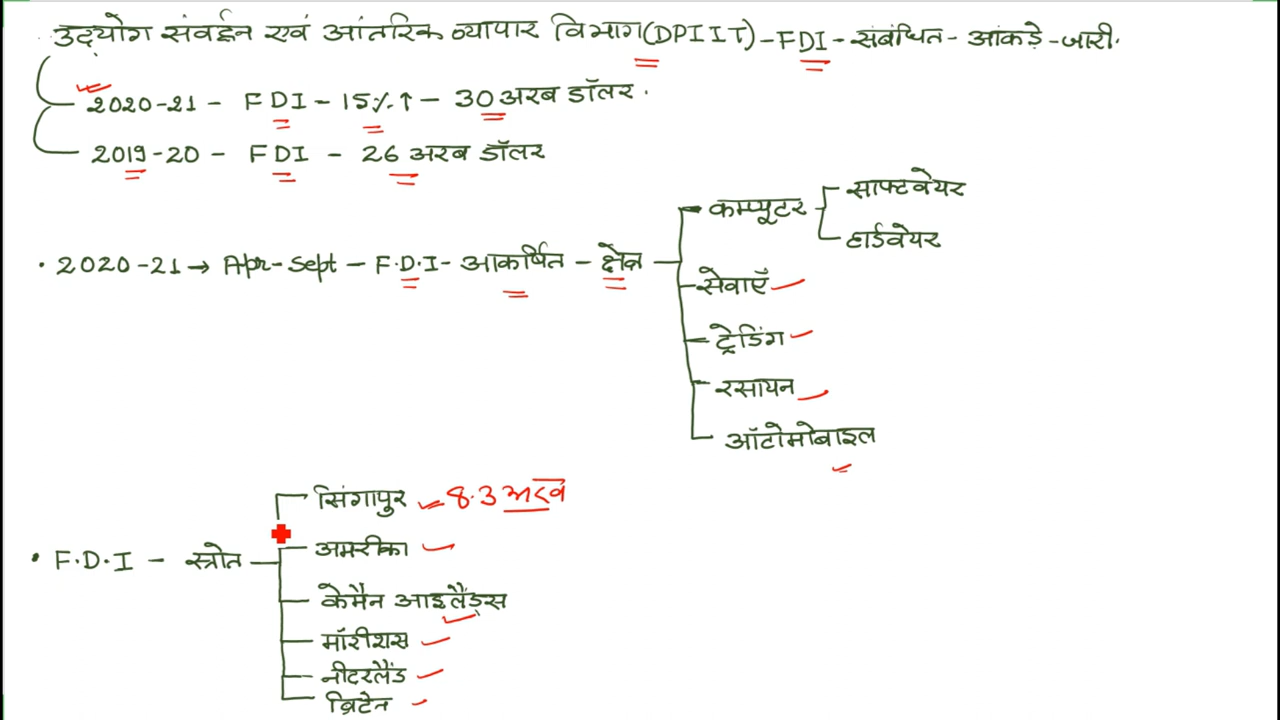 उद्योग संवर्द्धन एवं आंतरिक व्यापार विभाग(DPIIT)-FDI-संबंधित-आंकड़े-जारी.
2020-21 - FDI - 15%↑ - 30 अरब डॉलर.
2019-20 - FDI - 26 अरब डॉलर
कम्प्यूटर
साफ्टवेयर
हार्डवेयर
• 2020-21 → Apr-Sept - F.D.I - आकर्षित - क्षेत्र
सेवाएँ
ट्रेडिंग
रसायन
ऑटोमोबाइल
सिंगापुर 8.3 अरब
अमरीका
• F.D.I - स्त्रोत
केमैन आइलैंड्स
मॉरीशस
नीदरलैंड
ब्रिटेन